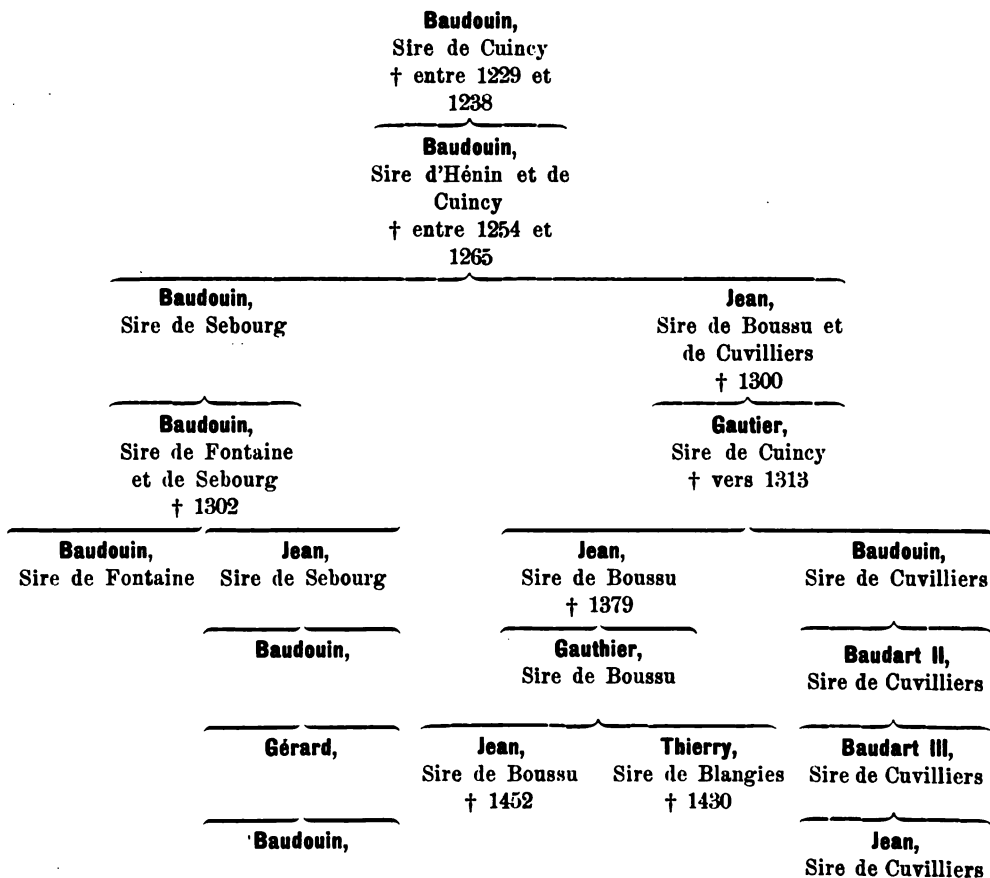 Baudouin,
Sire de Cuincy
† entre 1229 et
1238
Baudouin,
Sire d'Hénin et de
Cuincy
† entre 1254 et
1265
Baudouin,
Sire de Sebourg
Jean,
Sire de Boussu et
de Cuvilliers
† 1300
Baudouin,
Sire de Fontaine
et de Sebourg
† 1302
Gautier,
Sire de Cuincy
† vers 1313
Baudouin,
Sire de Fontaine
Jean,
Sire de Sebourg
Jean,
Sire de Boussu
† 1379
Baudouin,
Sire de Cuvilliers
Baudouin,
Gauthier,
Sire de Boussu
Baudart II,
Sire de Cuvilliers
Gérard,
Jean,
Sire de Boussu
† 1452
Thierry,
Sire de Blangies
† 1430
Baudart III,
Sire de Cuvilliers
Baudouin,
Jean,
Sire de Cuvilliers